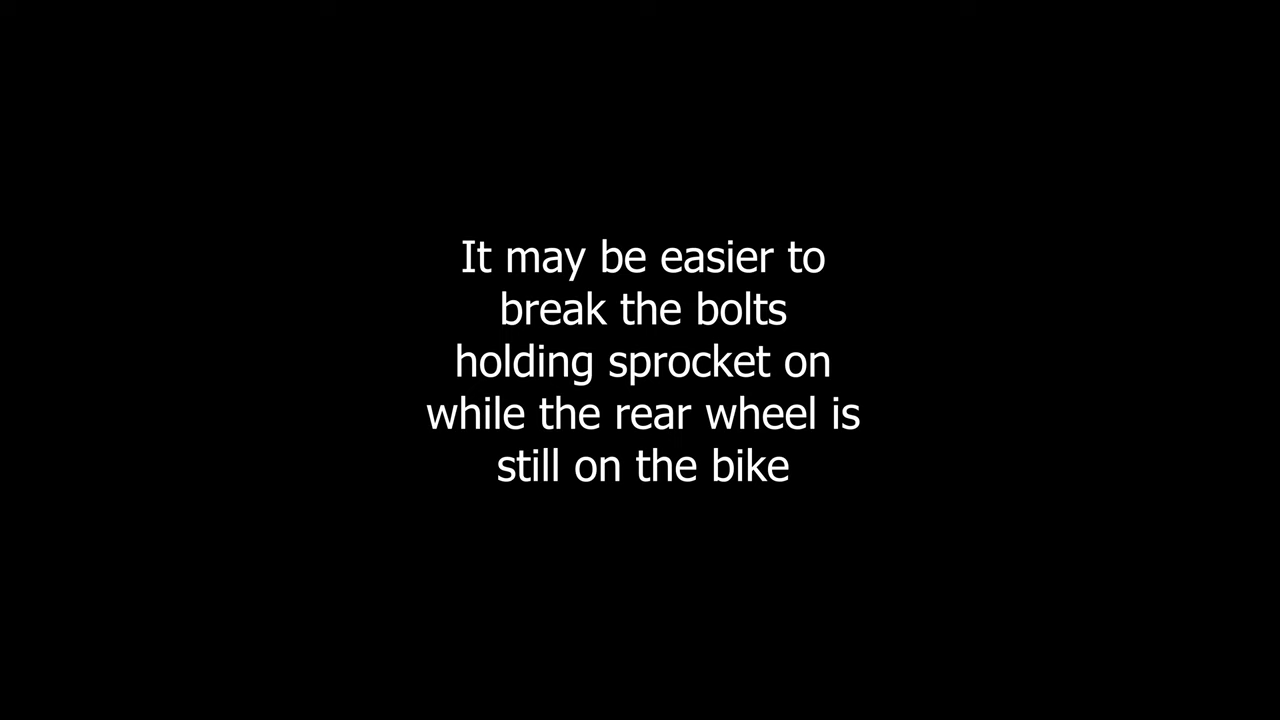 It may be easier to
break the bolts
holding sprocket on
while the rear wheel is
still on the bike